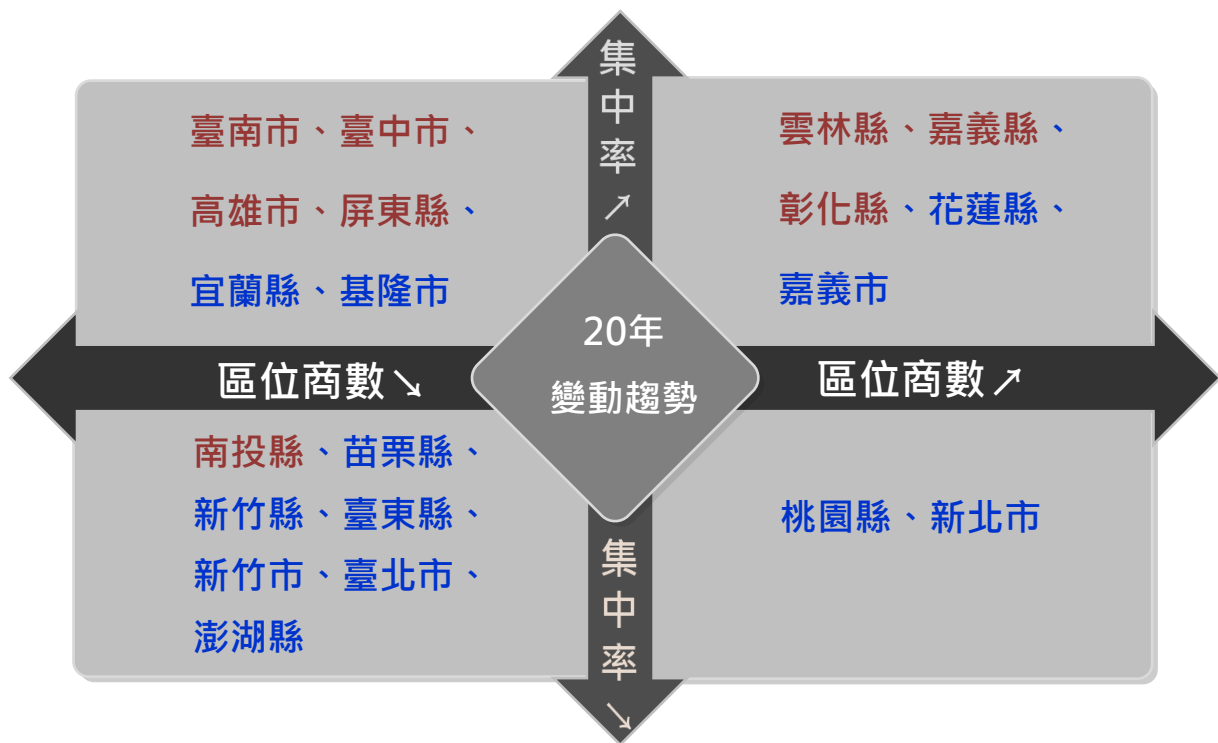 集中率↗
臺南市、臺中市、
高雄市、屏東縣、
宜蘭縣、基隆市
雲林縣、嘉義縣、
彰化縣、花蓮縣、
嘉義市
區位商數↘
20年
變動趨勢
區位商數↗
南投縣、苗栗縣、
新竹縣、臺東縣、
新竹市、臺北市、
澎湖縣
桃園縣、新北市
集中率↘